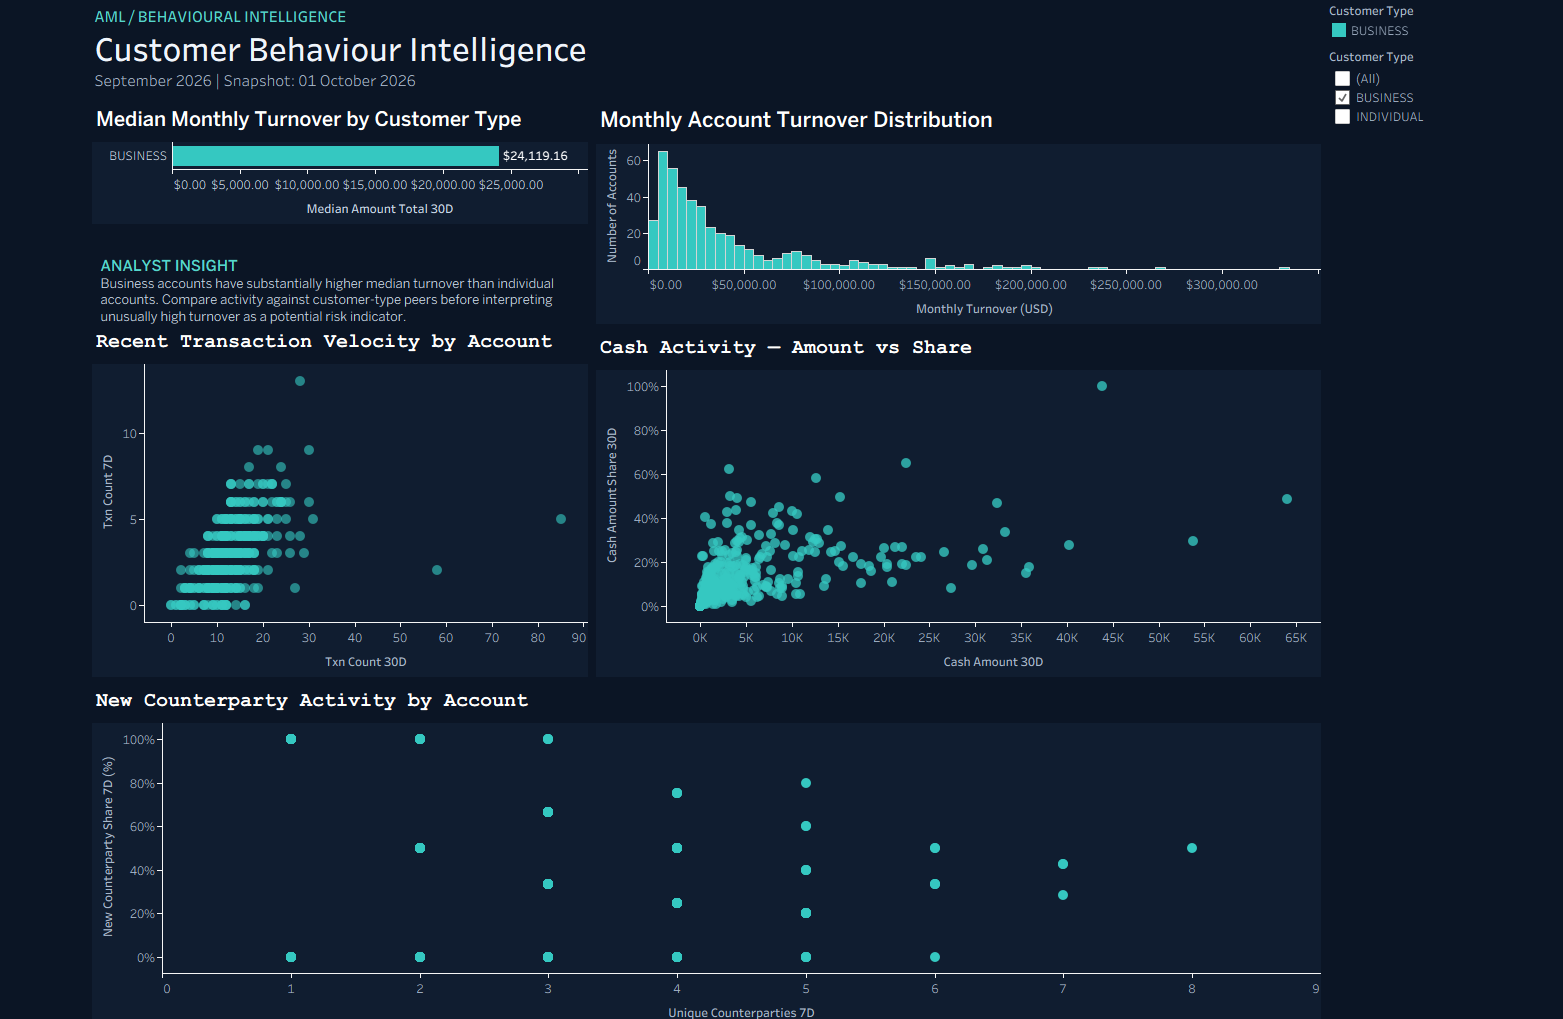 AML / BEHAVIOURAL INTELLIGENCE
Customer Behaviour Intelligence
September 2026 | Snapshot: 01 October 2026
Customer Type
BUSINESS
Customer Type
(All)
BUSINESS
INDIVIDUAL
Median Monthly Turnover by Customer Type
BUSINESS
$24,119.16
$0.00 $5,000.00 $10,000.00 $15,000.00 $20,000.00 $25,000.00
Median Amount Total 30D
Monthly Account Turnover Distribution
Number of Accounts
60
40
20
0
$0.00 $50,000.00 $100,000.00 $150,000.00 $200,000.00 $250,000.00 $300,000.00
Monthly Turnover (USD)
ANALYST INSIGHT
Business accounts have substantially higher median turnover than individual
accounts. Compare activity against customer-type peers before interpreting
unusually high turnover as a potential risk indicator.
Recent Transaction Velocity by Account
Txn Count 7D
10
5
0
0 10 20 30 40 50 60 70 80 90
Txn Count 30D
Cash Activity — Amount vs Share
Cash Amount Share 30D
100%
80%
60%
40%
20%
0%
0K 5K 10K 15K 20K 25K 30K 35K 40K 45K 50K 55K 60K 65K
Cash Amount 30D
New Counterparty Activity by Account
New Counterparty Share 7D (%)
100%
80%
60%
40%
20%
0%
0 1 2 3 4 5 6 7 8 9
Unique Counterparties 7D